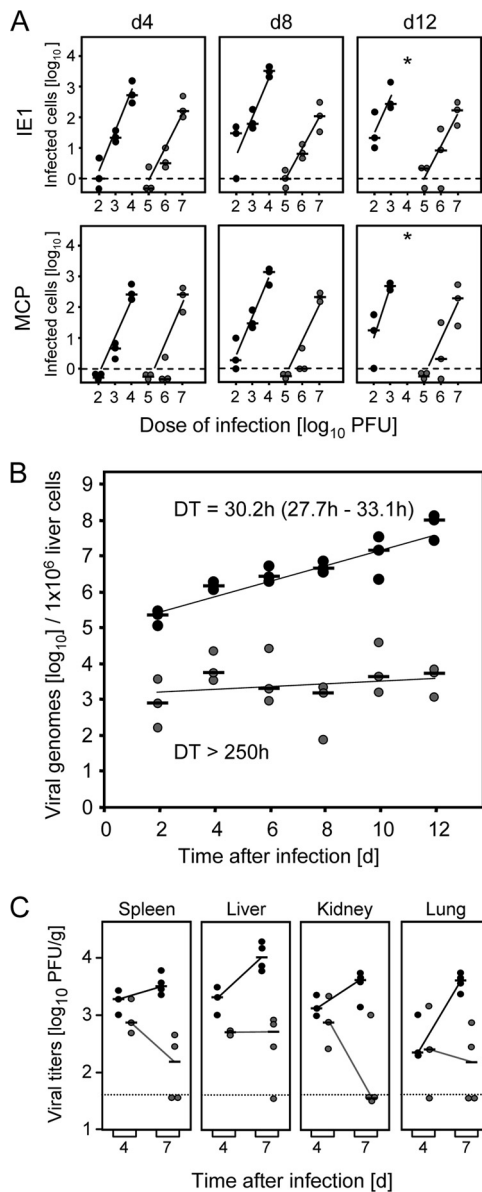 A
d4 d8 d12
IE1
Infected cells [log10]
4
3
2
1
0
*
2 3 4 5 6 7 2 3 4 5 6 7 2 3 4 5 6 7
MCP
Infected cells [log10]
4
3
2
1
0
*
2 3 4 5 6 7 2 3 4 5 6 7 2 3 4 5 6 7
Dose of infection [log10 PFU]
B
Viral genomes [log10] / 1x10^6 liver cells
9
8
7
6
5
4
3
2
1
0
DT = 30.2h (27.7h - 33.1h)
DT > 250h
2 4 6 8 10 12
Time after infection [d]
C
Spleen Liver Kidney Lung
Viral titers [log10 PFU/g]
4
3
2
1
4 7 4 7 4 7 4 7
Time after infection [d]